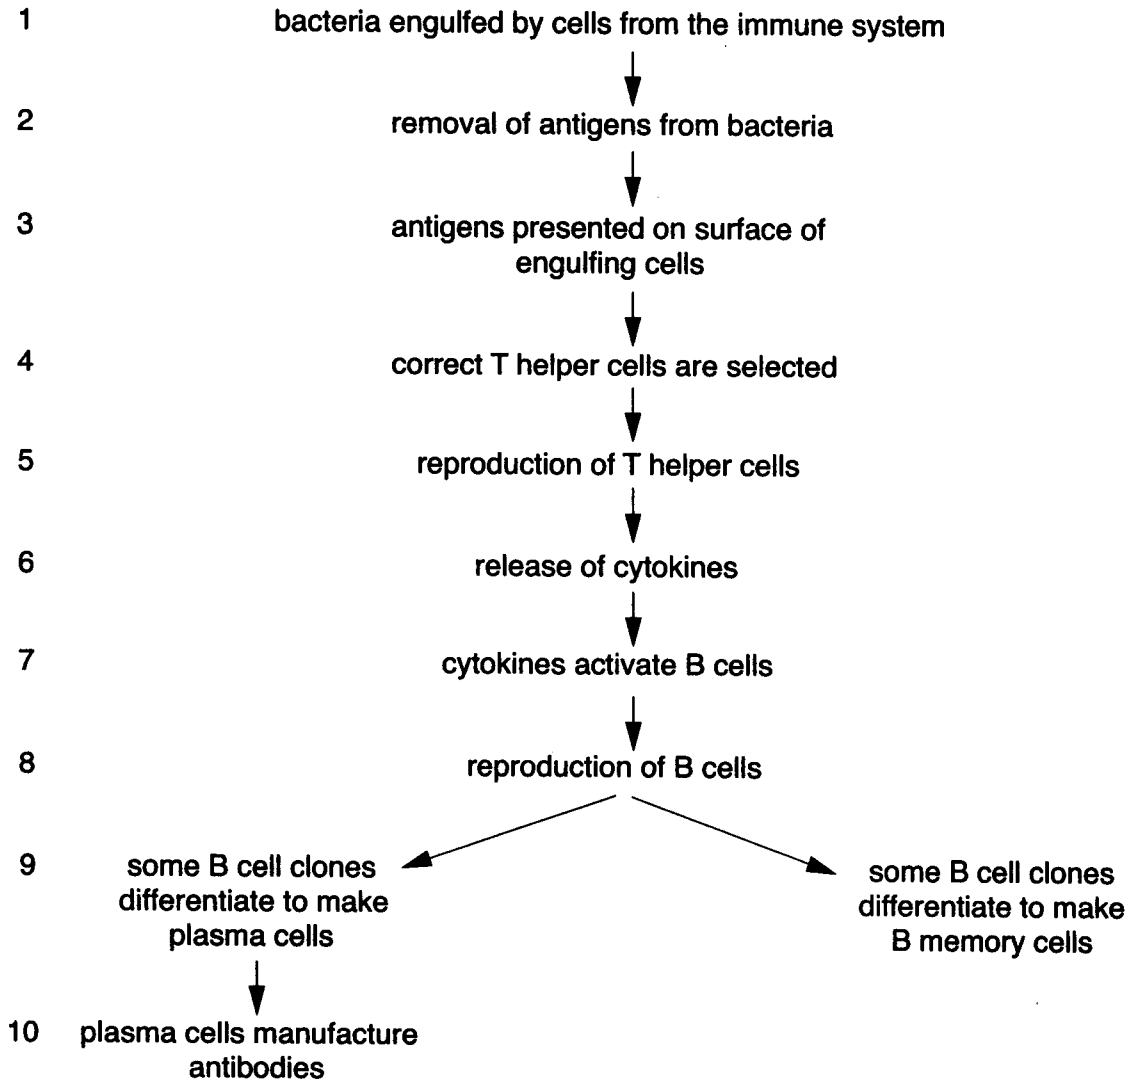 1 bacteria engulfed by cells from the immune system
2 removal of antigens from bacteria
3 antigens presented on surface of
engulfing cells
4 correct T helper cells are selected
5 reproduction of T helper cells
6 release of cytokines
7 cytokines activate B cells
8 reproduction of B cells
9 some B cell clones
differentiate to make
plasma cells
some B cell clones
differentiate to make
B memory cells
10 plasma cells manufacture
antibodies